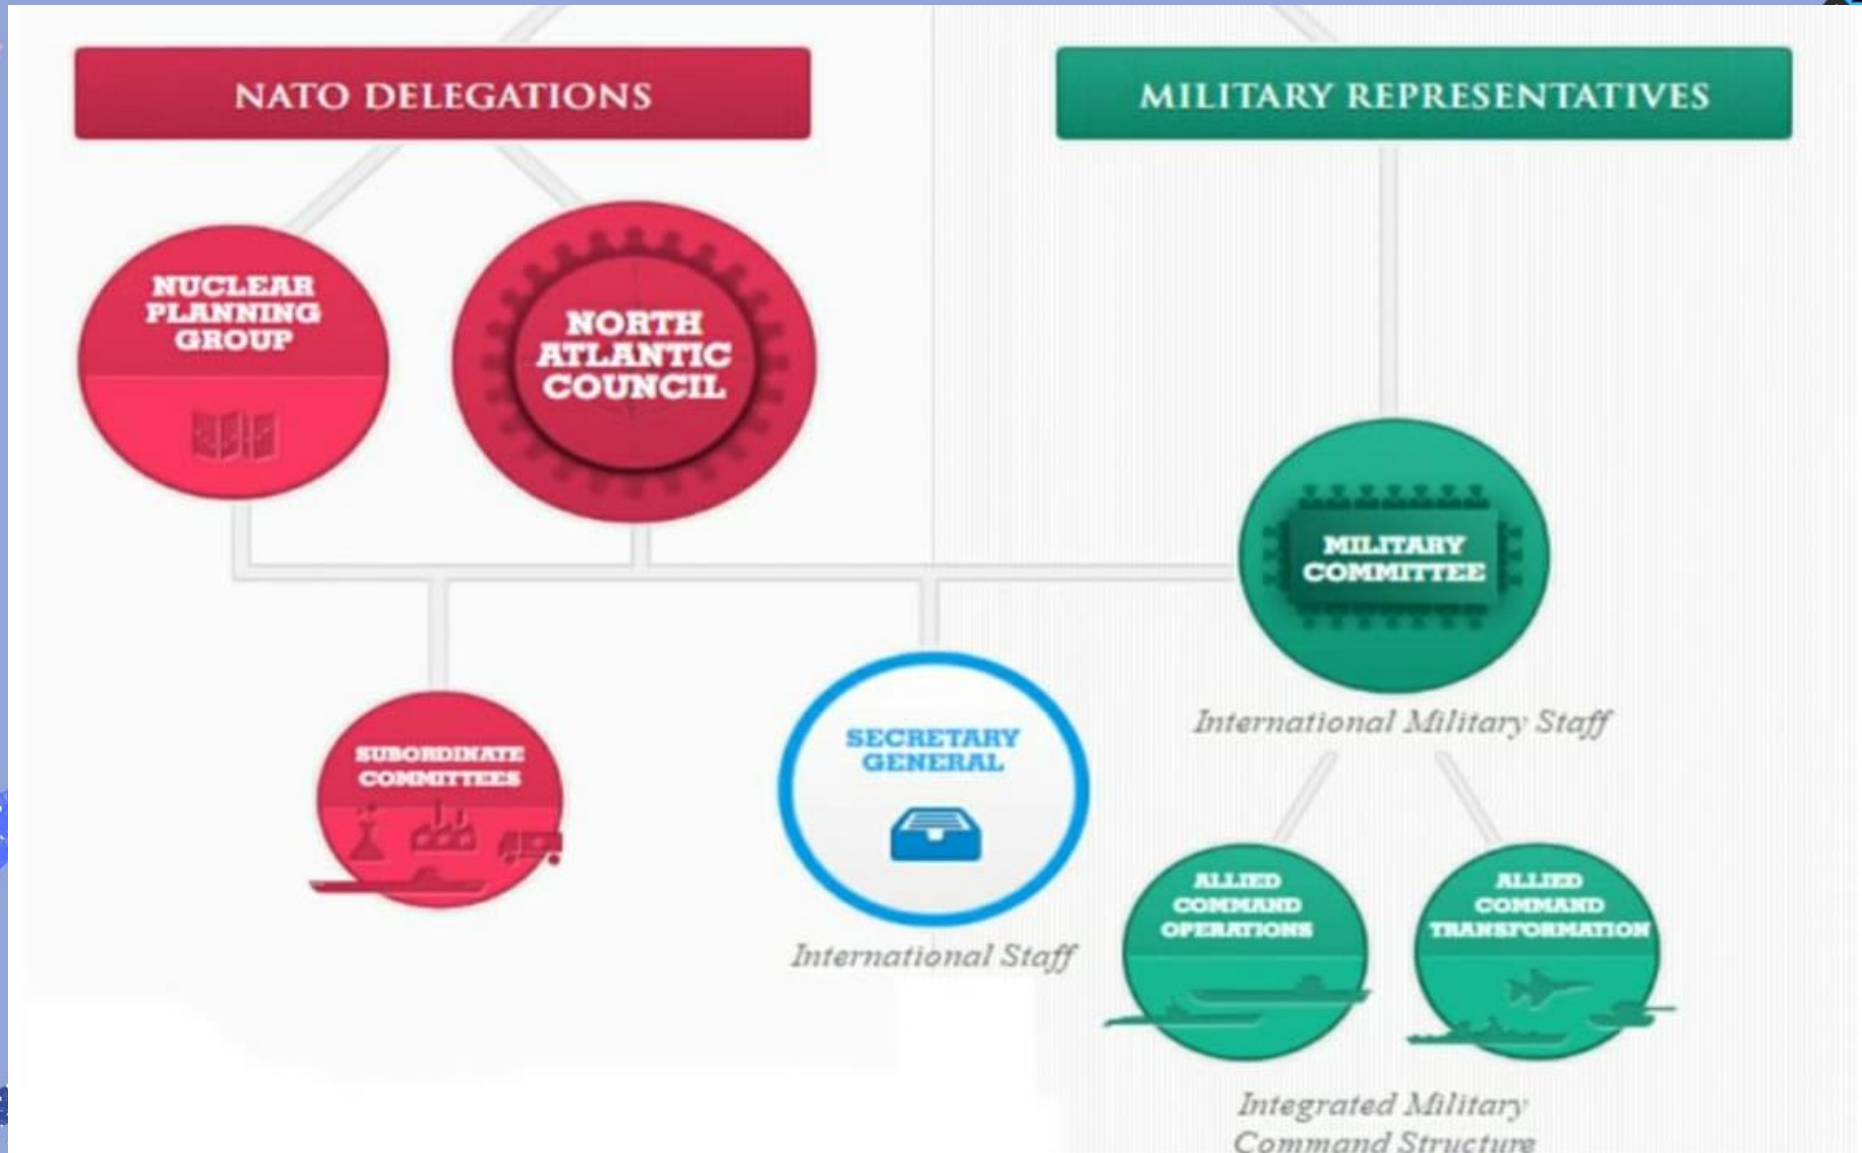 NATO DELEGATIONS
MILITARY REPRESENTATIVES
NUCLEAR
PLANNING
GROUP
NORTH
ATLANTIC
COUNCIL
MILITARY
COMMITTEE
International Military Staff
SUBORDINATE
COMMITTEES
SECRETARY
GENERAL
International Staff
ALLIED
COMMAND
OPERATIONS
ALLIED
COMMAND
TRANSFORMATION
Integrated Military
Command Structure